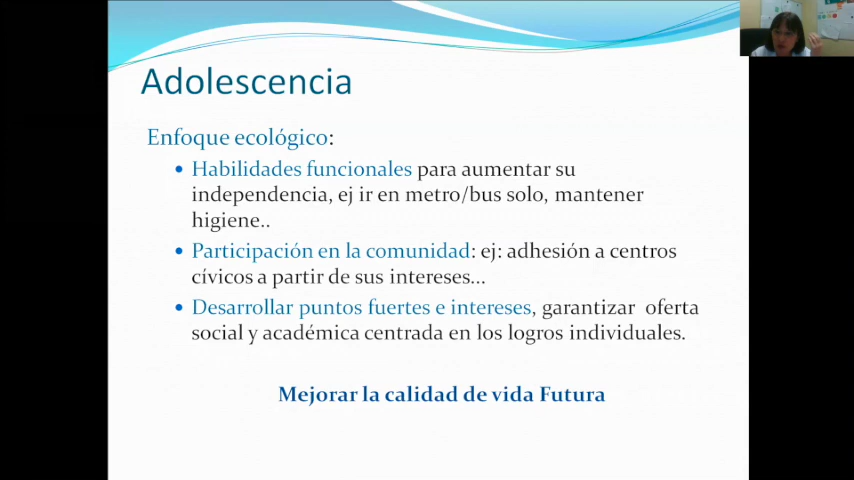 Adolescencia
Enfoque ecológico:
• Habilidades funcionales para aumentar su
independencia, ej ir en metro/bus solo, mantener
higiene..
• Participación en la comunidad: ej: adhesión a centros
cívicos a partir de sus intereses...
• Desarrollar puntos fuertes e intereses, garantizar oferta
social y académica centrada en los logros individuales.
Mejorar la calidad de vida Futura